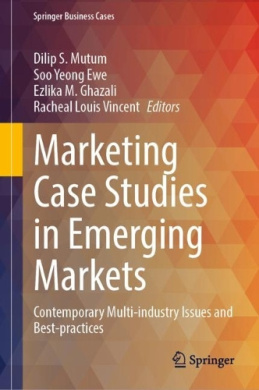 Springer Business Cases
Dilip S. Mutum
Soo Yeong Ewe
Ezlika M. Ghazali
Racheal Louis Vincent Editors
Marketing
Case Studies
in Emerging
Markets
Contemporary Multi-industry Issues and
Best-practices
Springer